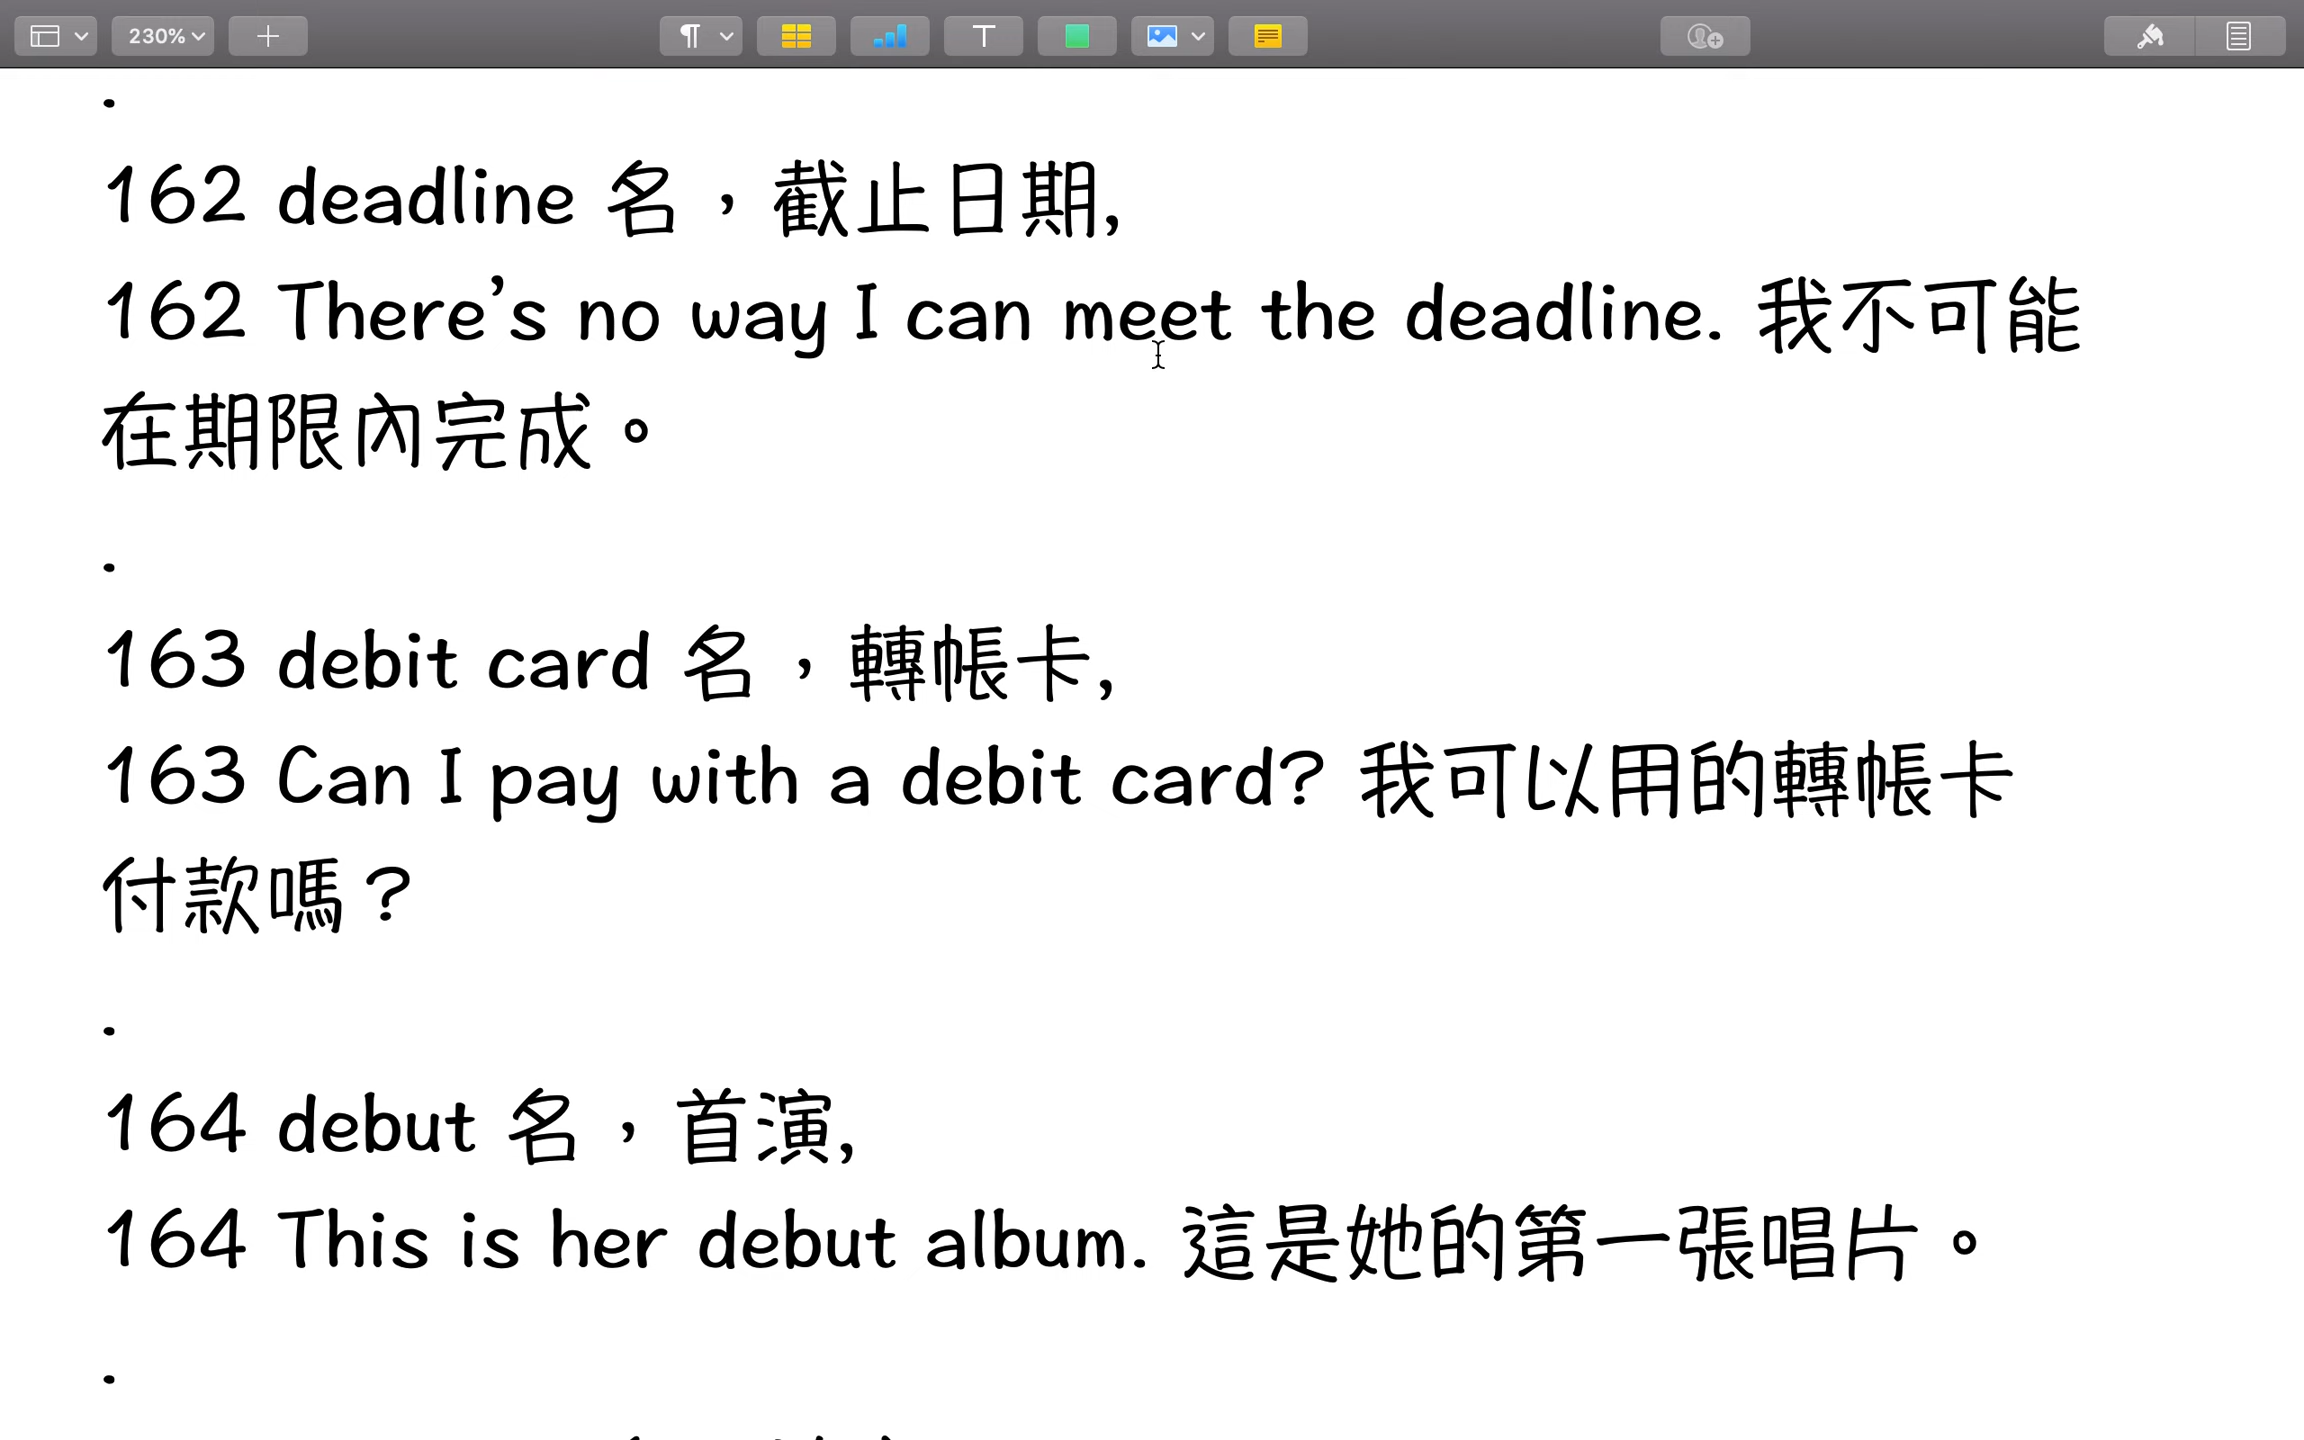 230%
.
162 deadline 名，截止日期,
162 There’s no way I can meet the deadline. 我不可能
在期限內完成。
.
163 debit card 名，轉帳卡,
163 Can I pay with a debit card? 我可以用的轉帳卡
付款嗎？
.
164 debut 名，首演,
164 This is her debut album. 這是她的第一張唱片。
.